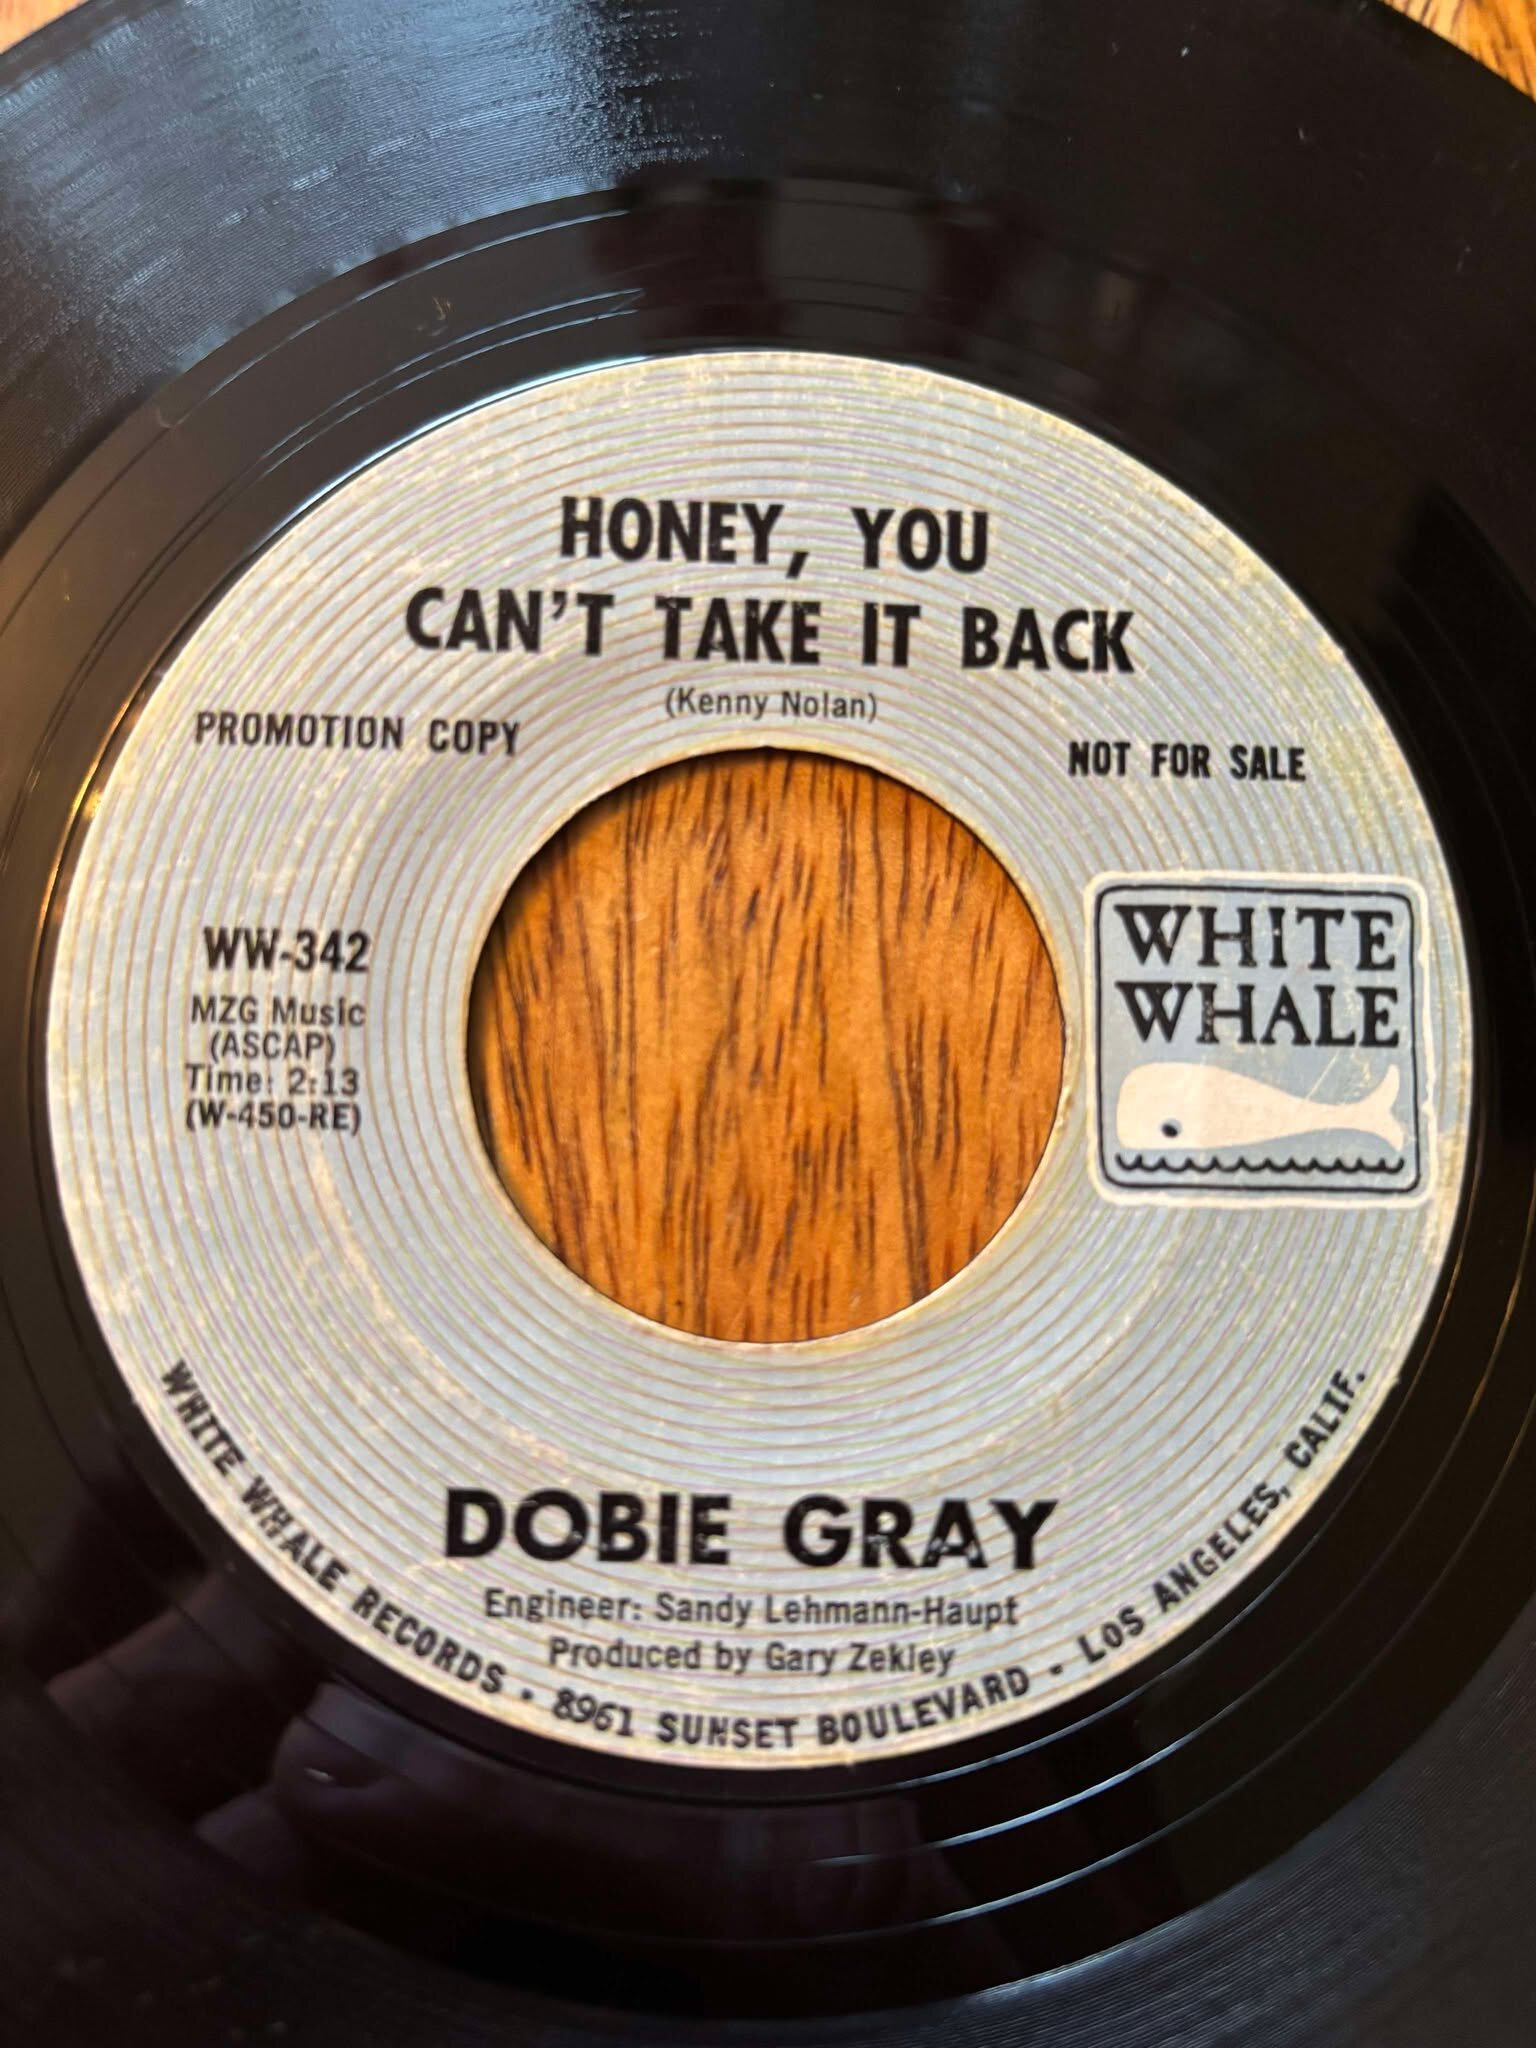 HONEY, YOU
CAN'T TAKE IT BACK
(Kenny Nolan)
PROMOTION COPY
NOT FOR SALE
WW-342
MZG Music
(ASCAP)
Time: 2:13
(W-450-RE)
WHITE
WHALE
DOBIE GRAY
Engineer: Sandy Lehmann-Haupt
Produced by Gary Zekley
WHITE WHALE RECORDS · 8961 SUNSET BOULEVARD · LOS ANGELES, CALIF.